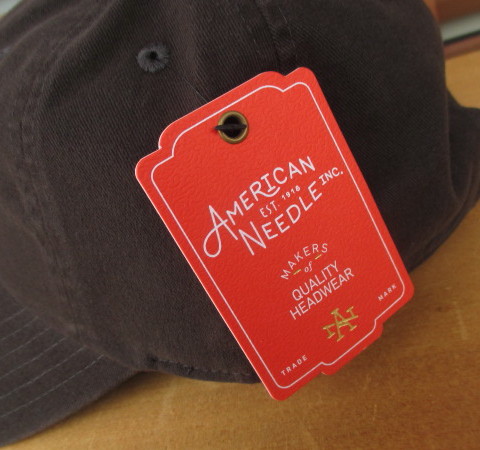 AMERICAN
EST. 1918
NEEDLE INC.
MAKERS
of
QUALITY
HEADWEAR
TRADE MARK